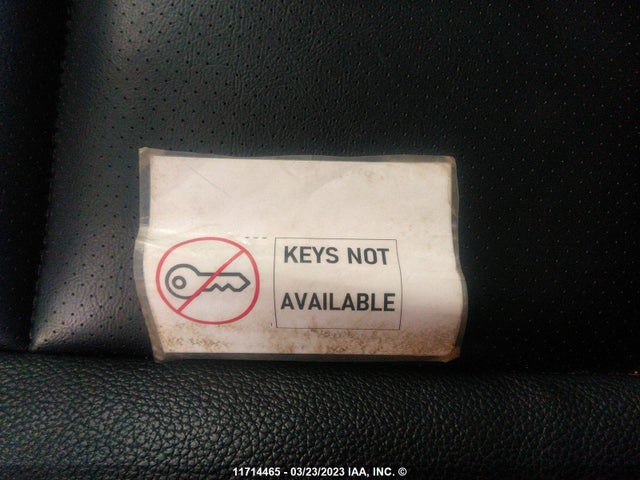 KEYS NOT
AVAILABLE
11714465 - 03/23/2023 IAA, INC. ©